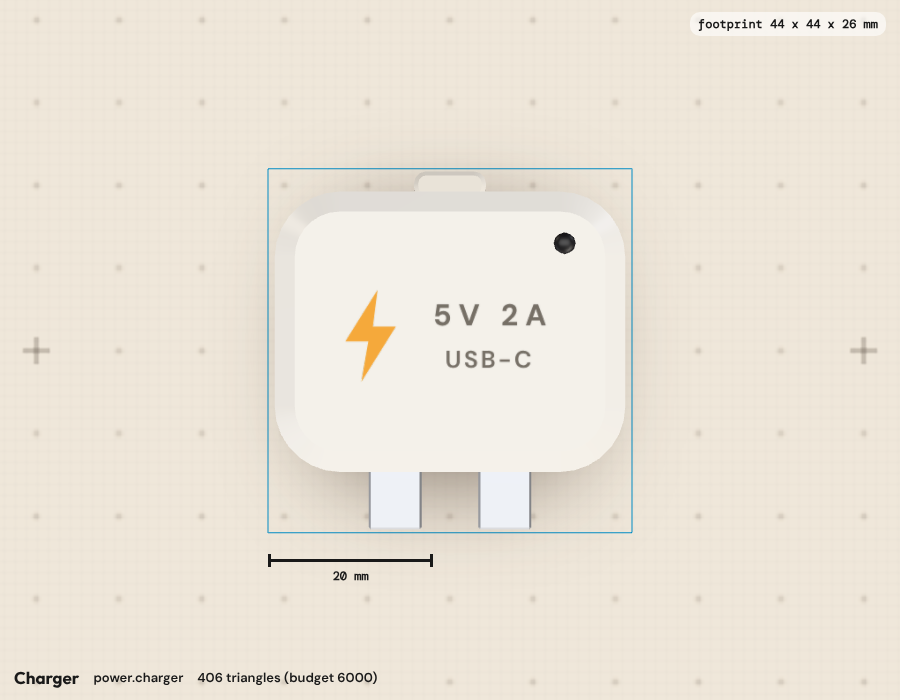 footprint 44 x 44 x 26 mm
5V 2A
USB-C
20 mm
Charger power.charger 406 triangles (budget 6000)